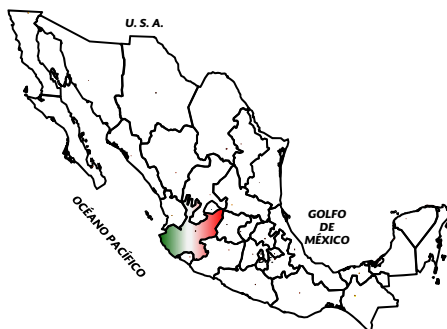 U. S. A.
OCÉANO PACÍFICO
GOLFO
DE
MÉXICO